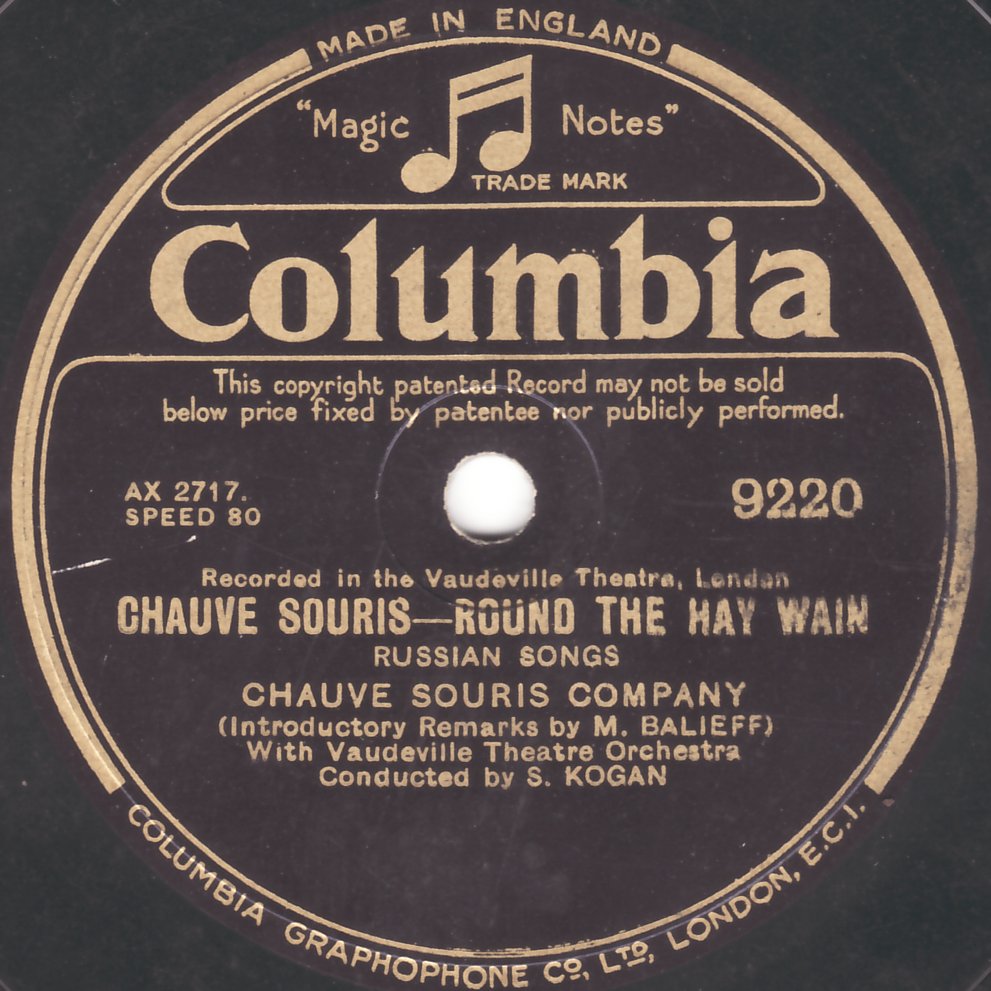 MADE IN ENGLAND
"Magic Notes"
TRADE MARK
Columbia
This copyright patented Record may not be sold
below price fixed by patentee nor publicly performed.
AX 2717.
SPEED 80
9220
Recorded in the Vaudeville Theatre, London
CHAUVE SOURIS—ROUND THE HAY WAIN
RUSSIAN SONGS
CHAUVE SOURIS COMPANY
(Introductory Remarks by M. BALIEFF)
With Vaudeville Theatre Orchestra
Conducted by S. KOGAN
COLUMBIA GRAPHOPHONE CO, LTD, LONDON, E.C.1.